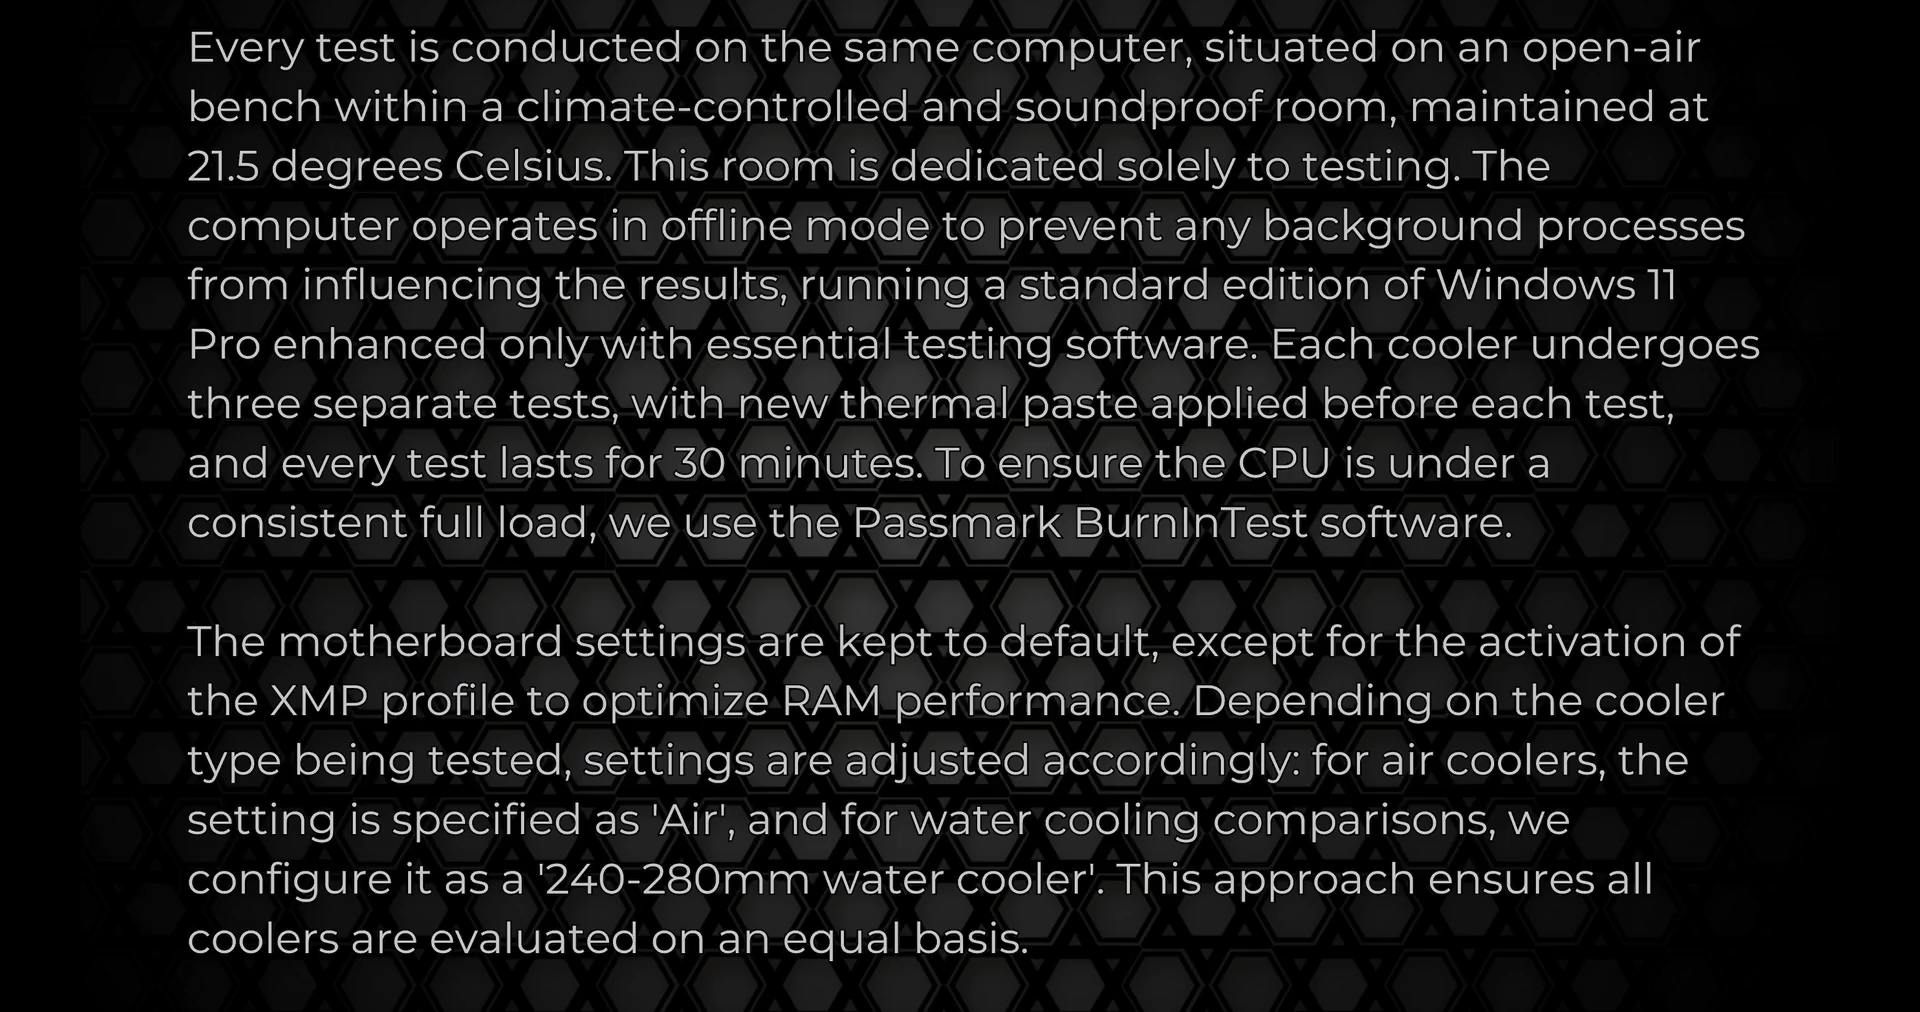 Every test is conducted on the same computer, situated on an open-air
bench within a climate-controlled and soundproof room, maintained at
21.5 degrees Celsius. This room is dedicated solely to testing. The
computer operates in offline mode to prevent any background processes
from influencing the results, running a standard edition of Windows 11
Pro enhanced only with essential testing software. Each cooler undergoes
three separate tests, with new thermal paste applied before each test,
and every test lasts for 30 minutes. To ensure the CPU is under a
consistent full load, we use the Passmark BurnInTest software.
The motherboard settings are kept to default, except for the activation of
the XMP profile to optimize RAM performance. Depending on the cooler
type being tested, settings are adjusted accordingly: for air coolers, the
setting is specified as 'Air', and for water cooling comparisons, we
configure it as a '240-280mm water cooler'. This approach ensures all
coolers are evaluated on an equal basis.